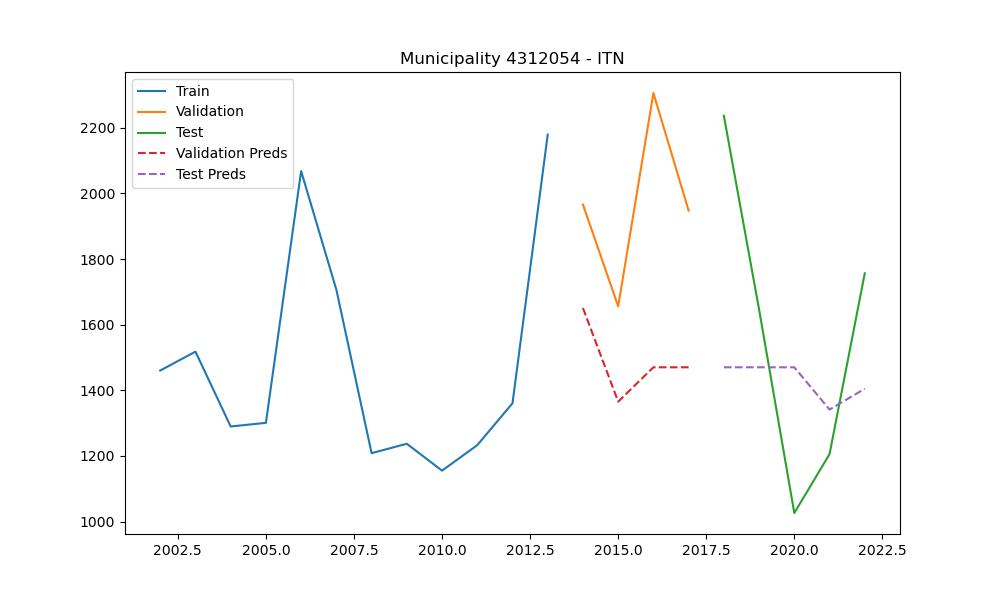 Municipality 4312054 - ITN
Train
Validation
Test
Validation Preds
Test Preds
2200
2000
1800
1600
1400
1200
1000
2002.5 2005.0 2007.5 2010.0 2012.5 2015.0 2017.5 2020.0 2022.5